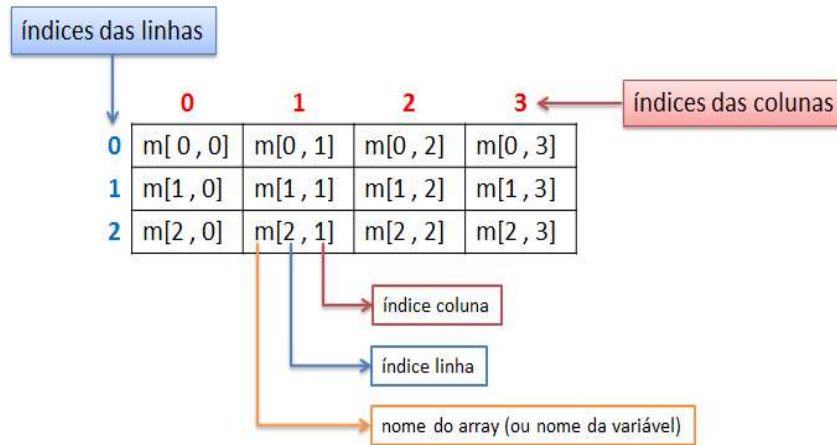 índices das linhas
0 1 2 3 índices das colunas
0 m[ 0 , 0] m[0 , 1] m[0 , 2] m[0 , 3]
1 m[1 , 0] m[1 , 1] m[1 , 2] m[1 , 3]
2 m[2 , 0] m[2 , 1] m[2 , 2] m[2 , 3]
índice coluna
índice linha
nome do array (ou nome da variável)